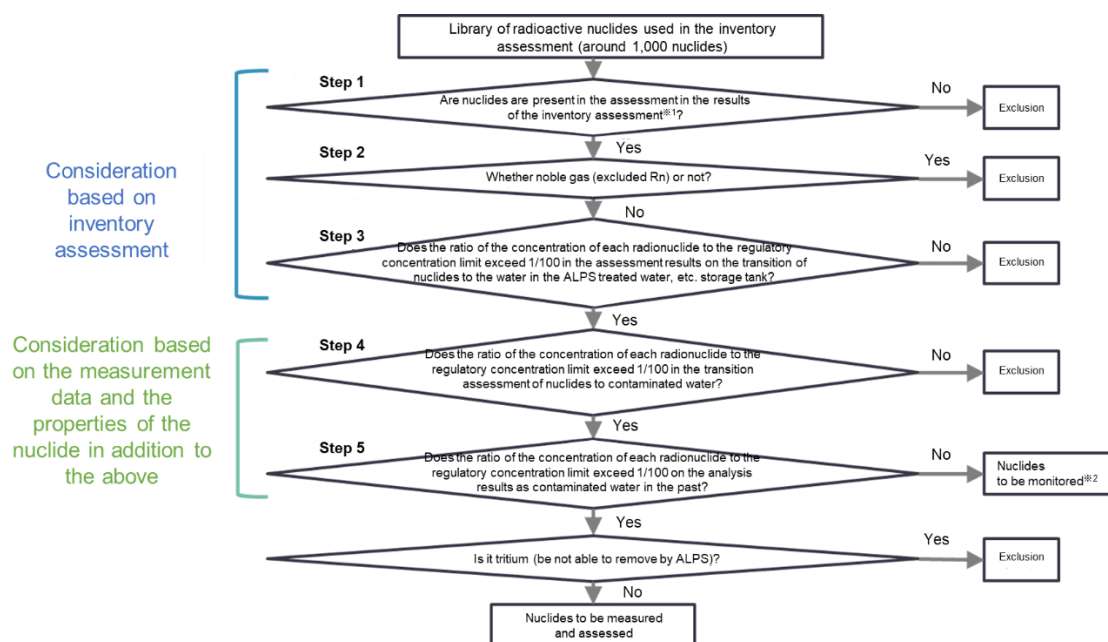 Library of radioactive nuclides used in the inventory
assessment (around 1,000 nuclides)
Step 1
Are nuclides are present in the assessment in the results
of the inventory assessment※1?
No
Exclusion
Yes
Step 2
Whether noble gas (excluded Rn) or not?
Yes
Exclusion
No
Consideration
based on
inventory
assessment
Step 3
Does the ratio of the concentration of each radionuclide to the regulatory
concentration limit exceed 1/100 in the assessment results on the transition of
nuclides to the water in the ALPS treated water, etc. storage tank?
No
Exclusion
Yes
Consideration based
on the measurement
data and the
properties of the
nuclide in addition to
the above
Step 4
Does the ratio of the concentration of each radionuclide to the
regulatory concentration limit exceed 1/100 in the transition
assessment of nuclides to contaminated water?
No
Exclusion
Yes
Step 5
Does the ratio of the concentration of each radionuclide to the
regulatory concentration limit exceed 1/100 on the analysis
results as contaminated water in the past?
No
Nuclides
to be monitored※2
Yes
Is it tritium (be not able to remove by ALPS)?
Yes
Exclusion
No
Nuclides to be measured
and assessed